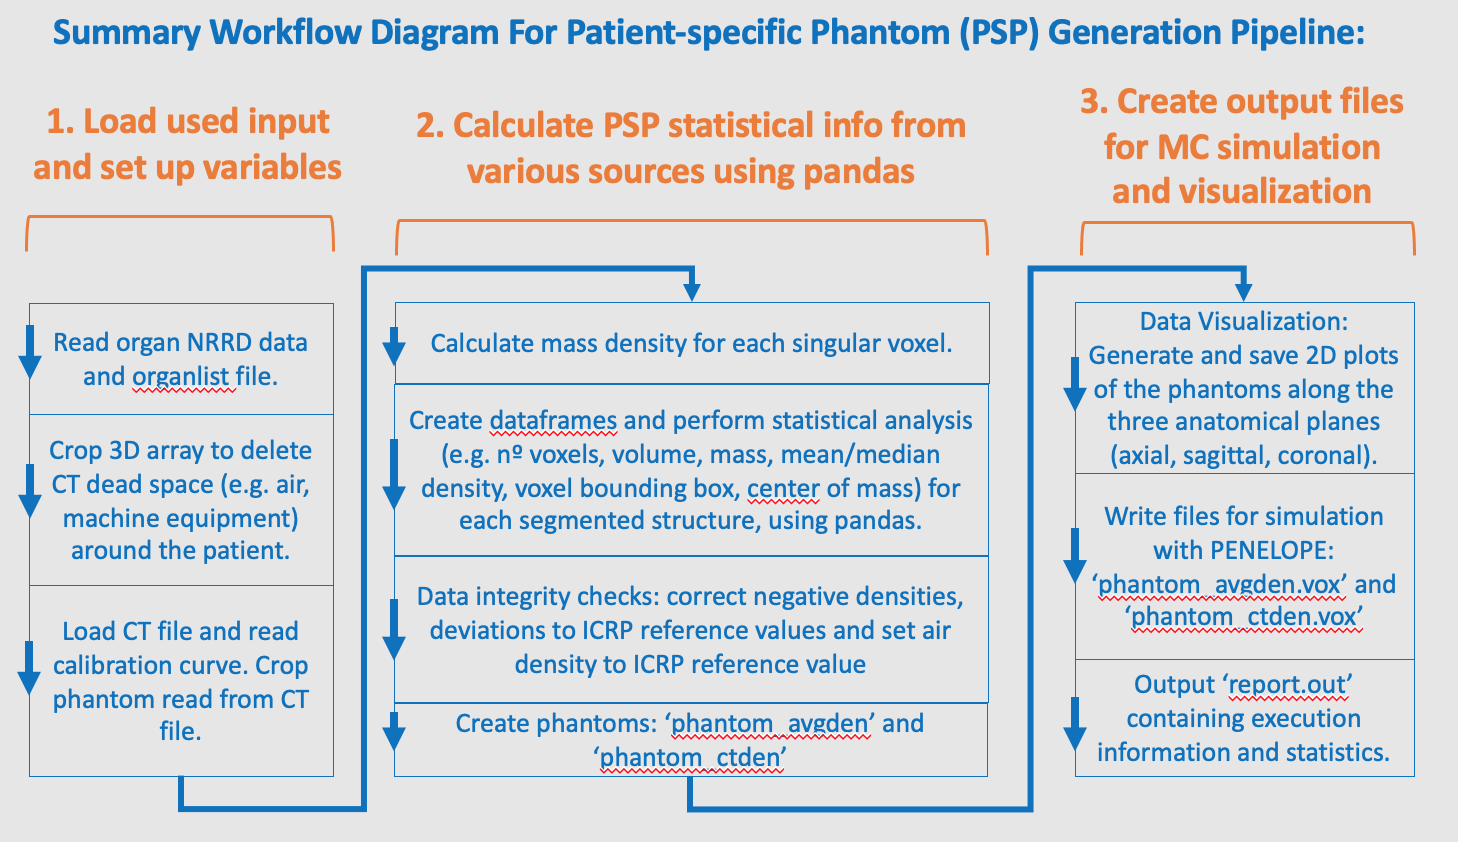 Summary Workflow Diagram For Patient-specific Phantom (PSP) Generation Pipeline:
1. Load used input
and set up variables
Read organ NRRD data
and organlist file.
Crop 3D array to delete
CT dead space (e.g. air,
machine equipment)
around the patient.
Load CT file and read
calibration curve. Crop
phantom read from CT
file.
2. Calculate PSP statistical info from
various sources using pandas
Calculate mass density for each singular voxel.
Create dataframes and perform statistical analysis
(e.g. nº voxels, volume, mass, mean/median
density, voxel bounding box, center of mass) for
each segmented structure, using pandas.
Data integrity checks: correct negative densities,
deviations to ICRP reference values and set air
density to ICRP reference value
Create phantoms: ‘phantom_avgden’ and
‘phantom_ctden’
3. Create output files
for MC simulation
and visualization
Data Visualization:
Generate and save 2D plots
of the phantoms along the
three anatomical planes
(axial, sagittal, coronal).
Write files for simulation
with PENELOPE:
‘phantom_avgden.vox’ and
‘phantom_ctden.vox’
Output ‘report.out’
containing execution
information and statistics.